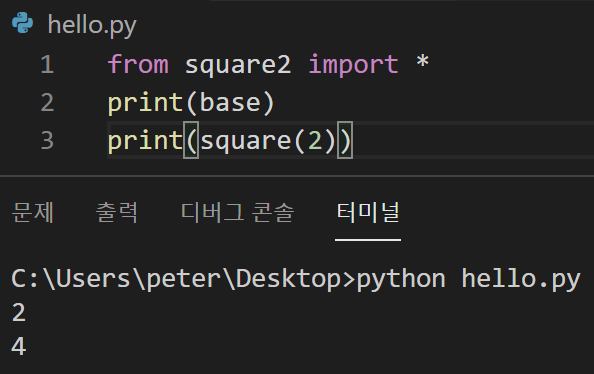 hello.py
1 from square2 import *
2 print(base)
3 print(square(2))
문제 출력 디버그 콘솔 터미널
C:\Users\peter\Desktop>python hello.py
2
4